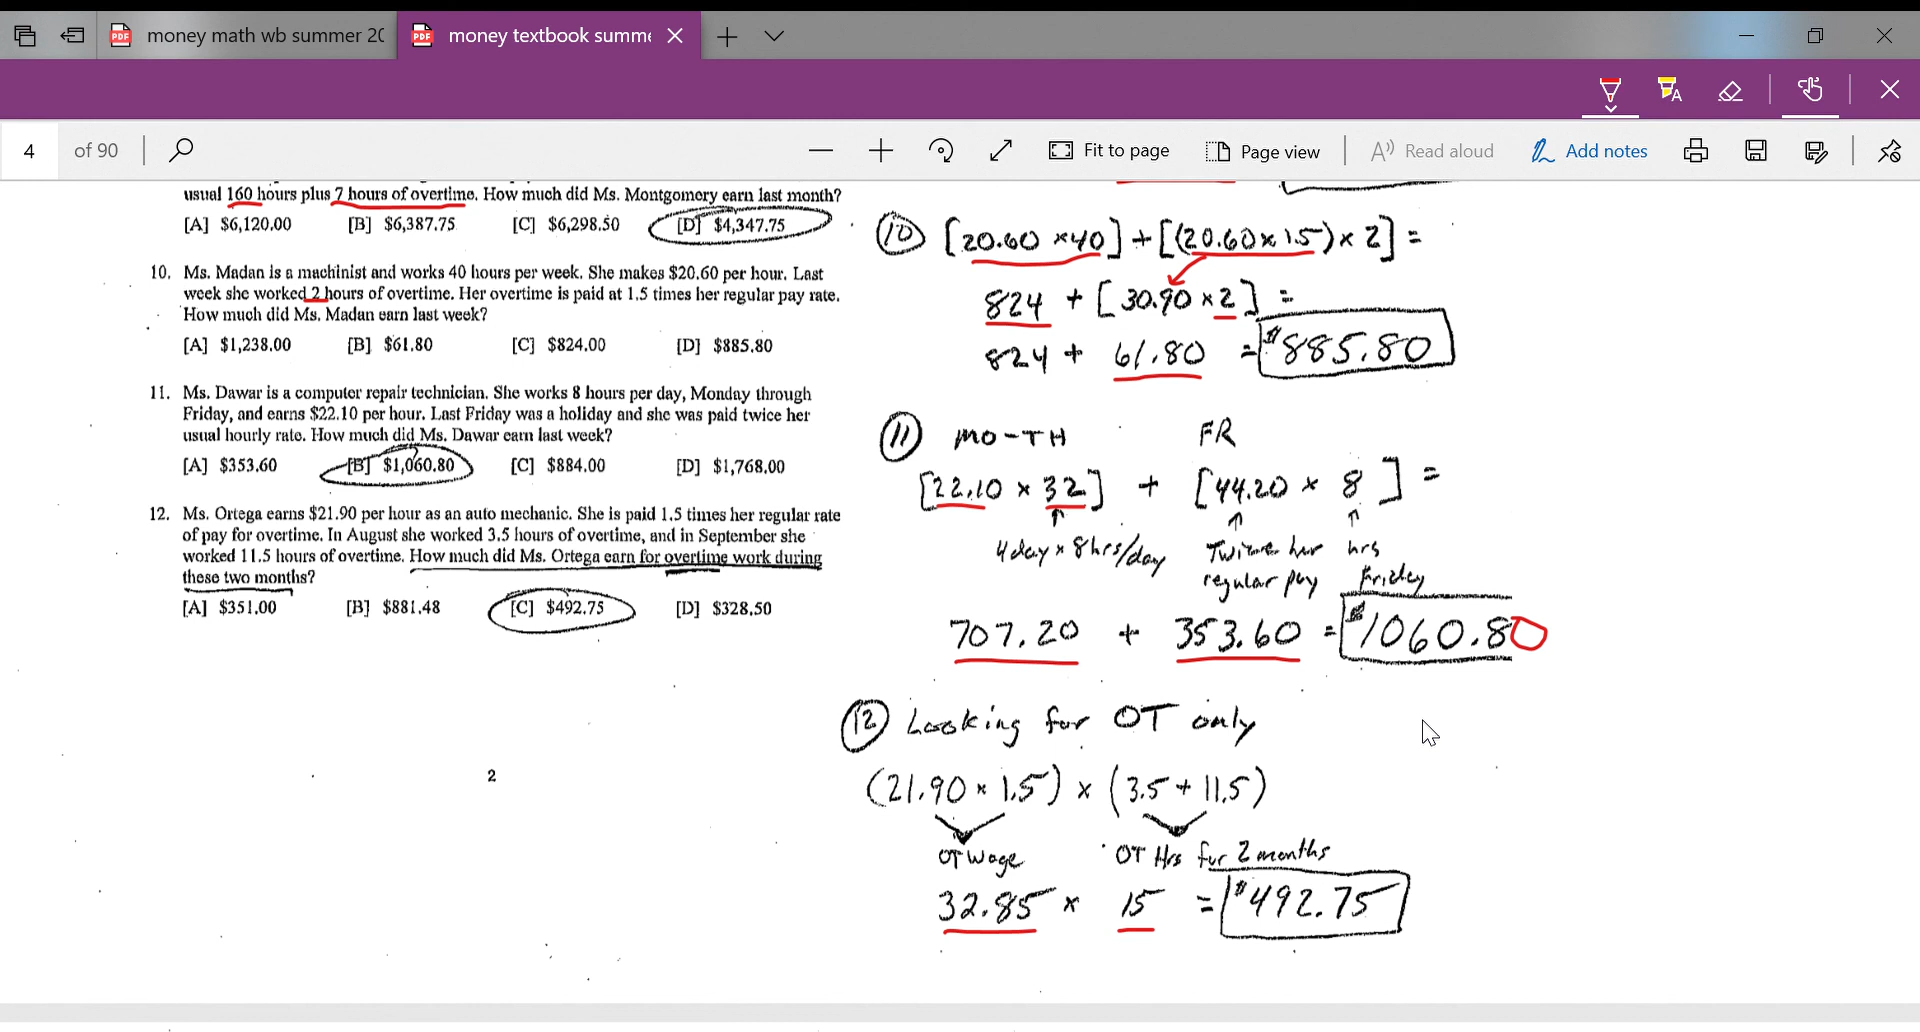 money math wb summer 20
money textbook summe
4 of 90
Fit to page
Page view
Read aloud
Add notes
usual 160 hours plus 7 hours of overtime. How much did Ms. Montgomery earn last month?
[A] $6,120.00 [B] $6,387.75 [C] $6,298.50 [D] $4,347.75
10. Ms. Madan is a machinist and works 40 hours per week. She makes $20.60 per hour. Last
week she worked 2 hours of overtime. Her overtime is paid at 1.5 times her regular pay rate.
How much did Ms. Madan earn last week?
[A] $1,238.00 [B] $61.80 [C] $824.00 [D] $885.80
11. Ms. Dawar is a computer repair technician. She works 8 hours per day, Monday through
Friday, and earns $22.10 per hour. Last Friday was a holiday and she was paid twice her
usual hourly rate. How much did Ms. Dawar earn last week?
[A] $353.60 [B] $1,060.80 [C] $884.00 [D] $1,768.00
12. Ms. Ortega earns $21.90 per hour as an auto mechanic. She is paid 1.5 times her regular rate
of pay for overtime. In August she worked 3.5 hours of overtime, and in September she
worked 11.5 hours of overtime. How much did Ms. Ortega earn for overtime work during
these two months?
[A] $351.00 [B] $881.48 [C] $492.75 [D] $328.50
2
10 [20.60 × 40] + [(20.60 × 1.5) × 2] =
824 + [30.90 × 2] =
824 + 61.80 = $885.80
11 MO-TH FR
[22.10 × 32] + [44.20 × 8] =
4 day × 8 hrs/day Twice her hrs
regular pay Friday
707.20 + 353.60 = $1060.80
12 Looking for OT only
(21.90 × 1.5) × (3.5 + 11.5)
OT Wage OT Hrs for 2 months
32.85 × 15 = $492.75